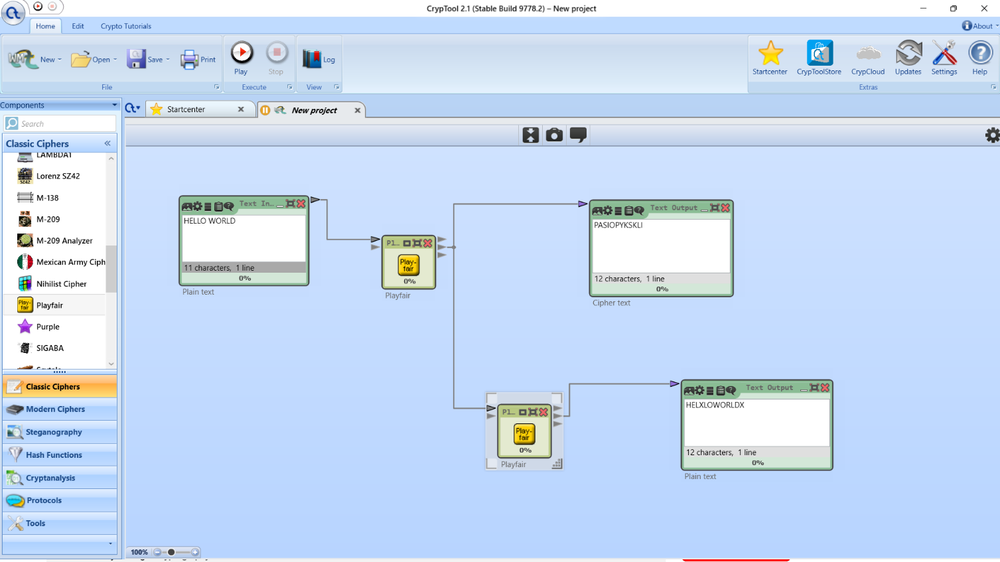 CrypTool 2.1 (Stable Build 9778.2) – New project
Home Edit Crypto Tutorials About
New Open Save Print Play Stop Log Startcenter CrypToolStore CrypCloud Updates Settings Help
File Execute View Extras
Components
Search
Classic Ciphers
LAMBDA1
Lorenz SZ42
M-138
M-209
M-209 Analyzer
Mexican Army Ciph
Nihilist Cipher
Playfair
Purple
SIGABA
Classic Ciphers
Modern Ciphers
Steganography
Hash Functions
Cryptanalysis
Protocols
Tools
Startcenter New project
Text In...
HELLO WORLD
11 characters, 1 line
0%
Plain text
Pl...
Play-
fair
0%
Playfair
Text Output
PASIOPYKSKLI
12 characters, 1 line
0%
Cipher text
Pl...
Play-
fair
0%
Playfair
Text Output
HELXLOWORLDX
12 characters, 1 line
0%
Plain text
100%